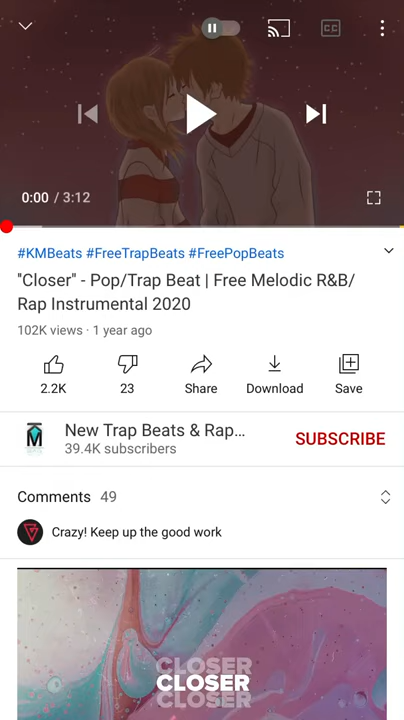 CC
0:00 / 3:12
#KMBeats #FreeTrapBeats #FreePopBeats
"Closer" - Pop/Trap Beat | Free Melodic R&B/
Rap Instrumental 2020
102K views · 1 year ago
2.2K 23 Share Download Save
New Trap Beats & Rap...
39.4K subscribers
SUBSCRIBE
Comments 49
Crazy! Keep up the good work
CLOSER
CLOSER
CLOSER